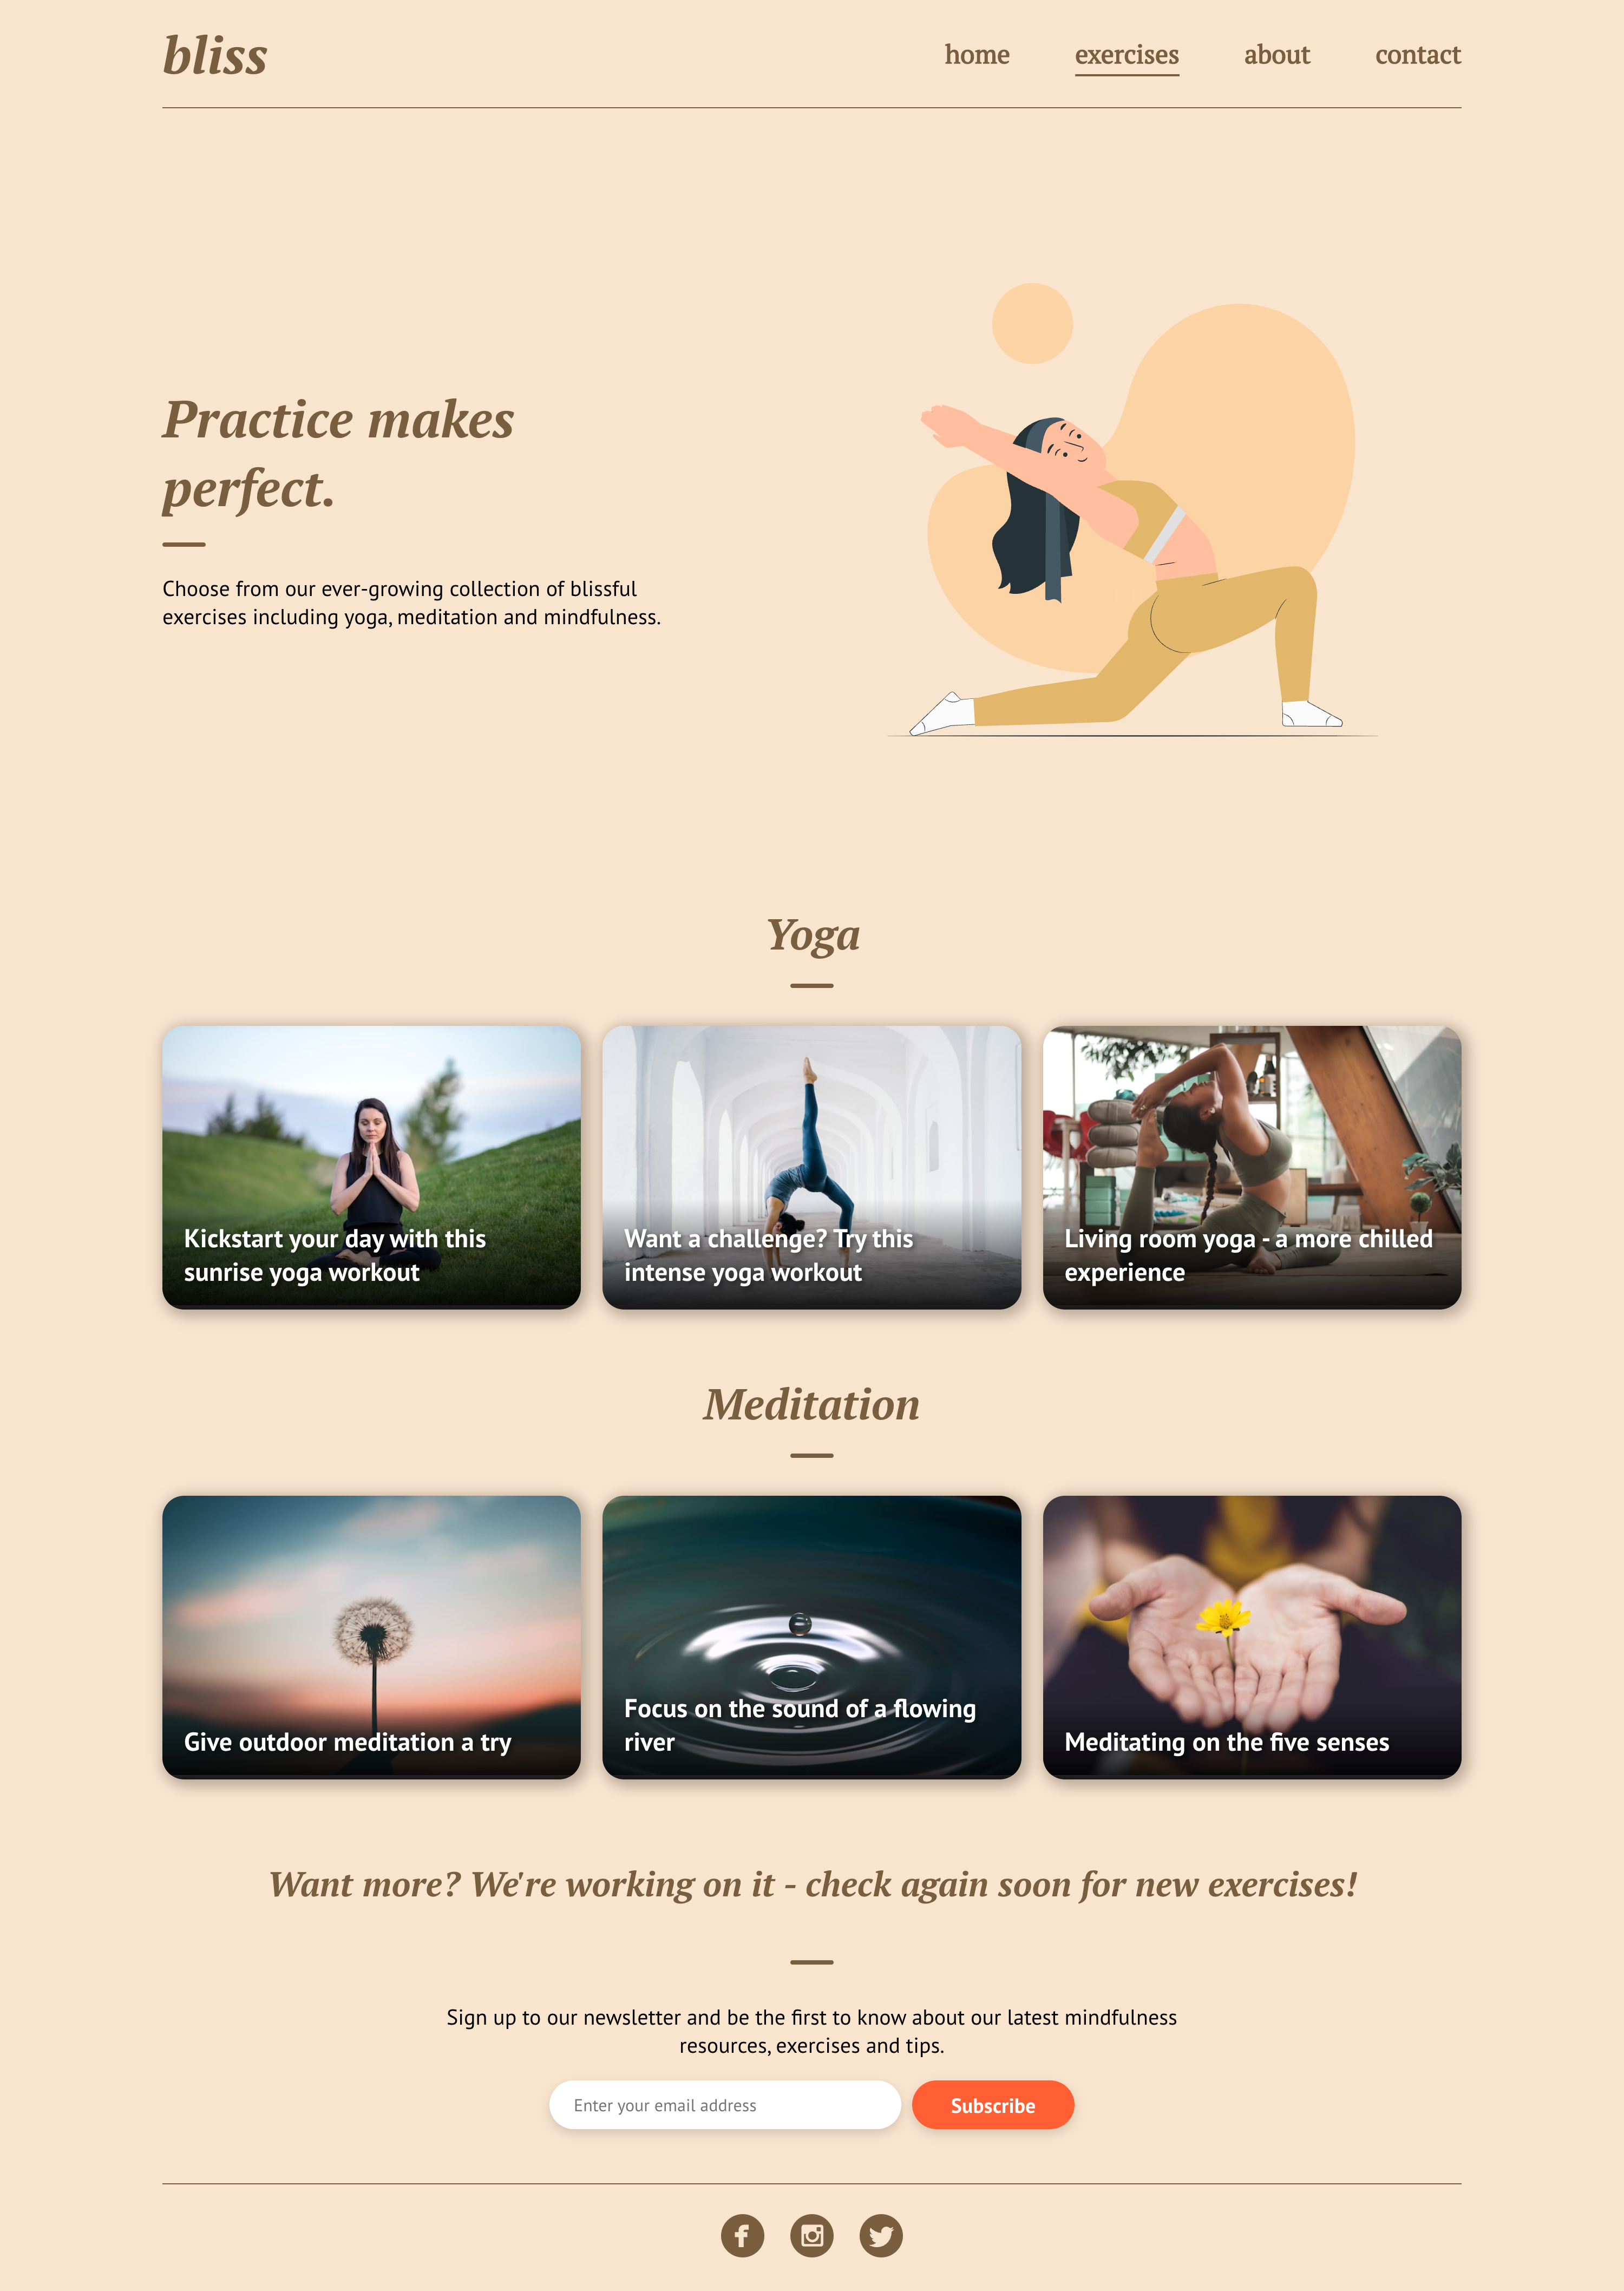 bliss
home exercises about contact
Practice makes
perfect.
Choose from our ever-growing collection of blissful
exercises including yoga, meditation and mindfulness.
Yoga
Kickstart your day with this
sunrise yoga workout
Want a challenge? Try this
intense yoga workout
Living room yoga - a more chilled
experience
Meditation
Give outdoor meditation a try
Focus on the sound of a flowing
river
Meditating on the five senses
Want more? We're working on it - check again soon for new exercises!
Sign up to our newsletter and be the first to know about our latest mindfulness
resources, exercises and tips.
Enter your email address
Subscribe